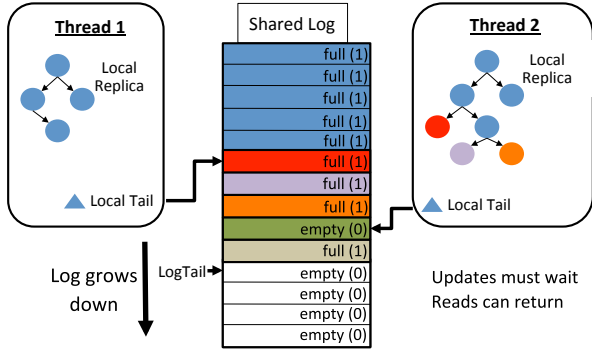 Thread 1
Local
Replica
Local Tail
Log grows
down
Shared Log
full (1)
full (1)
full (1)
full (1)
full (1)
full (1)
full (1)
full (1)
empty (0)
full (1)
empty (0)
empty (0)
empty (0)
empty (0)
LogTail
Thread 2
Local
Replica
Local Tail
Updates must wait
Reads can return